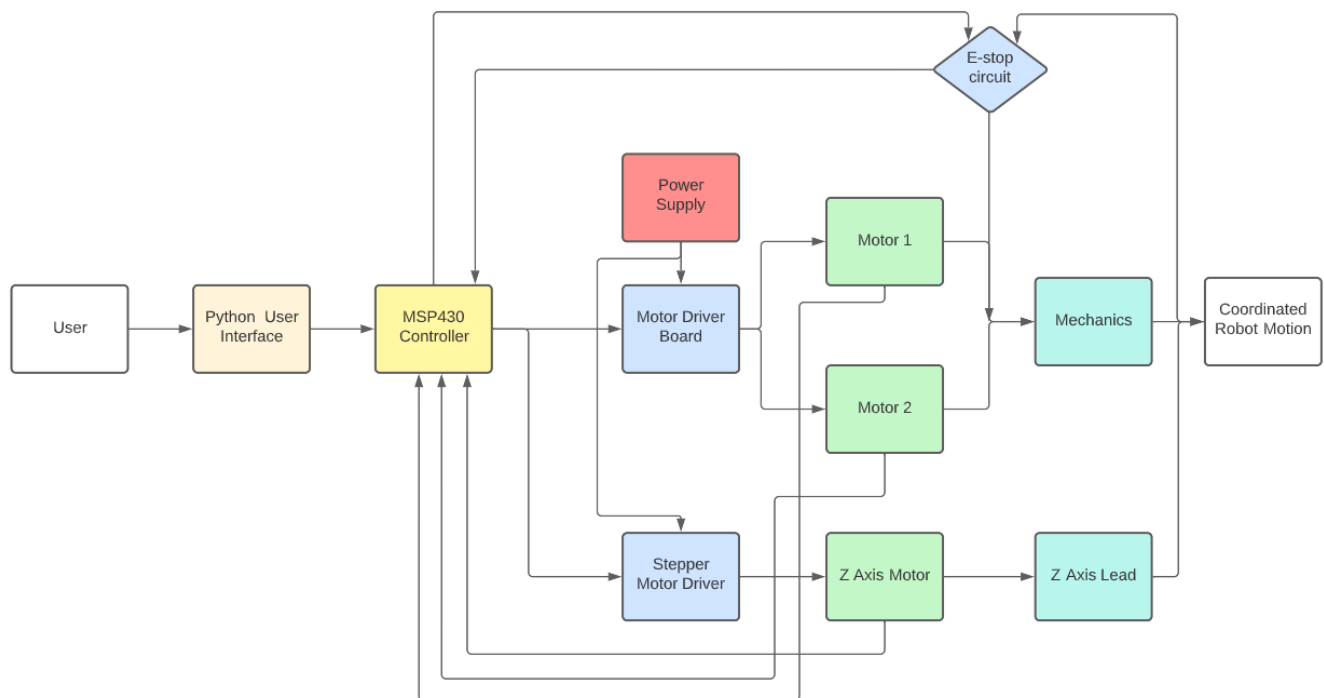 E-stop
circuit
Power
Supply
Motor 1
User
Python User
Interface
MSP430
Controller
Motor Driver
Board
Mechanics
Coordinated
Robot Motion
Motor 2
Stepper
Motor Driver
Z Axis Motor
Z Axis Lead